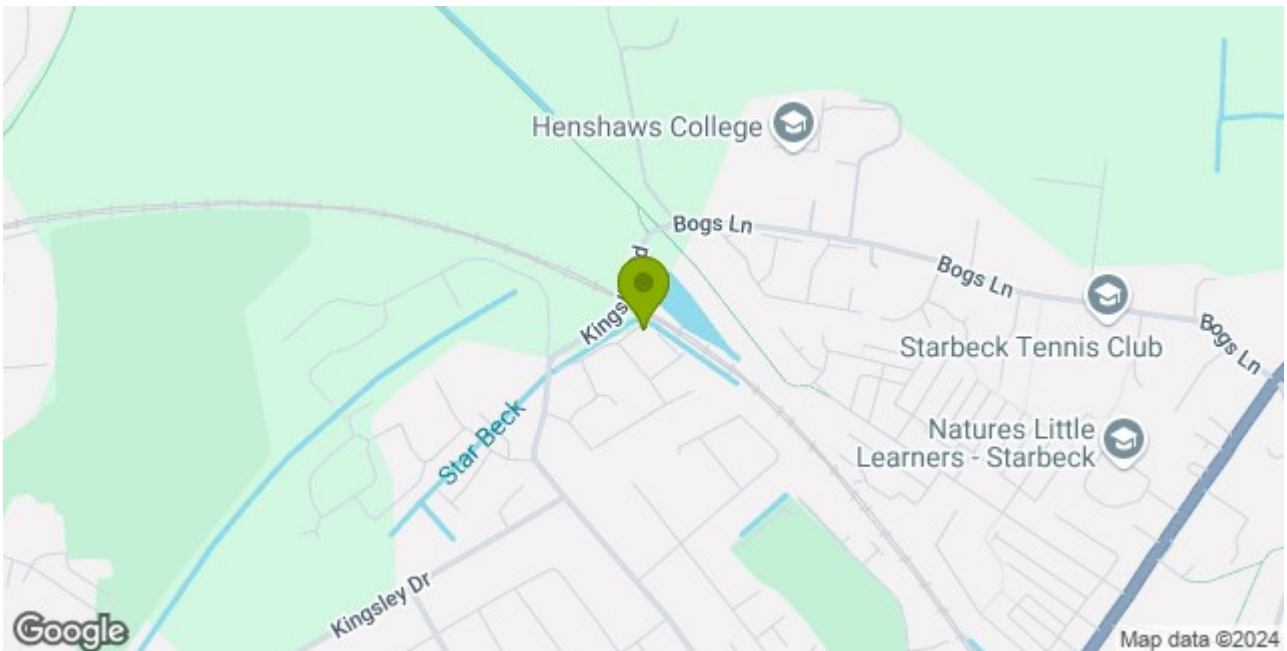 Henshaws College
Bogs Ln
Bogs Ln
Bogs Ln
Starbeck Tennis Club
Natures Little
Learners - Starbeck
Star Beck
Kingsley Dr
Google
Map data ©2024